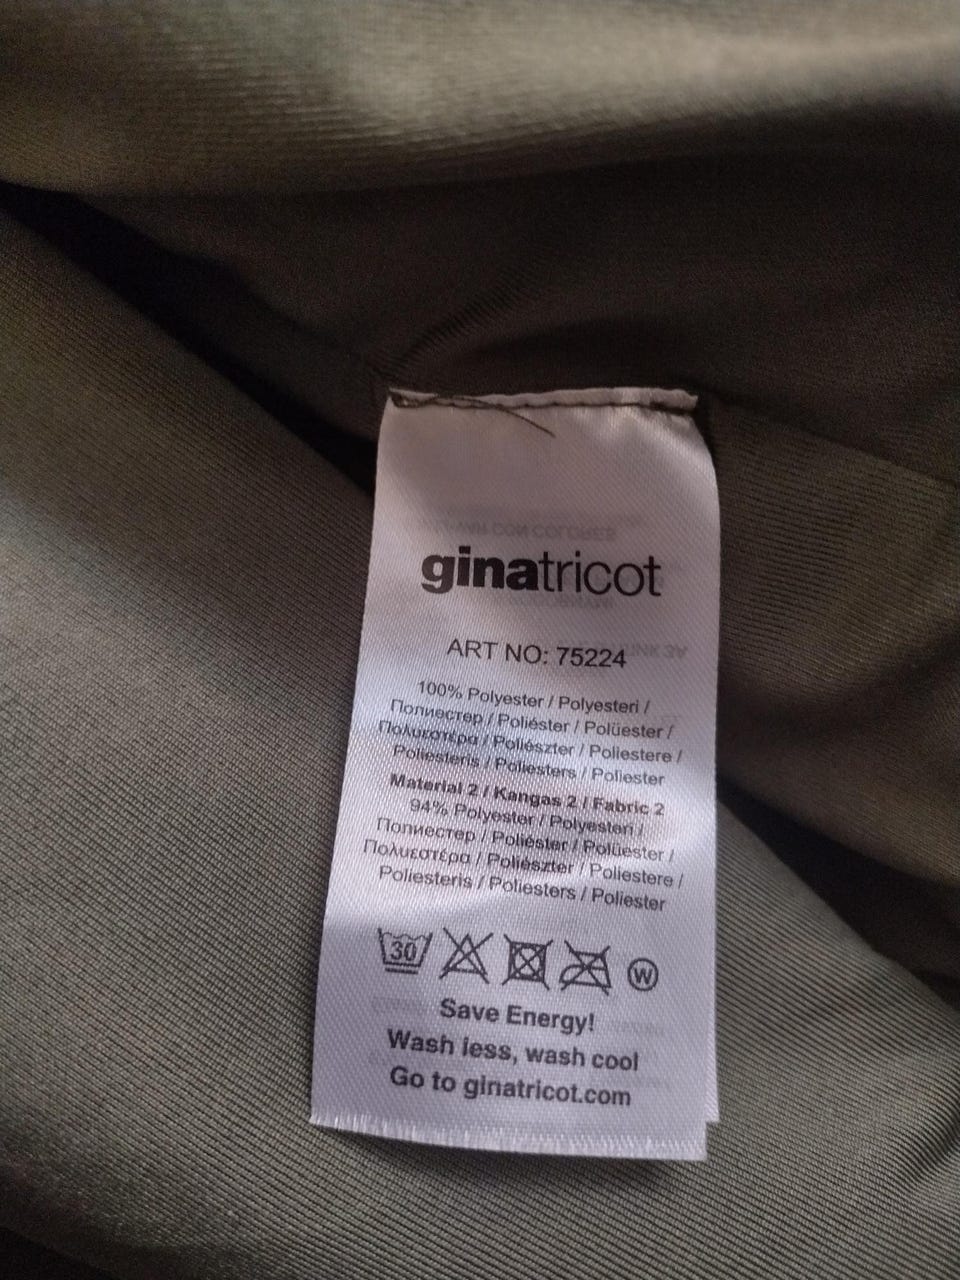 ginatricot
ART NO: 75224
100% Polyester / Polyesteri /
Полиестер / Poliéster / Polüester /
Πολυεστέρα / Poliészter / Poliestere /
Poliesteris / Poliesters / Poliester
Material 2 / Kangas 2 / Fabric 2
94% Polyester / Polyesteri /
Полиестер / Poliéster / Polüester /
Πολυεστέρα / Poliészter / Poliestere /
Poliesteris / Poliesters / Poliester
30 W
Save Energy!
Wash less, wash cool
Go to ginatricot.com